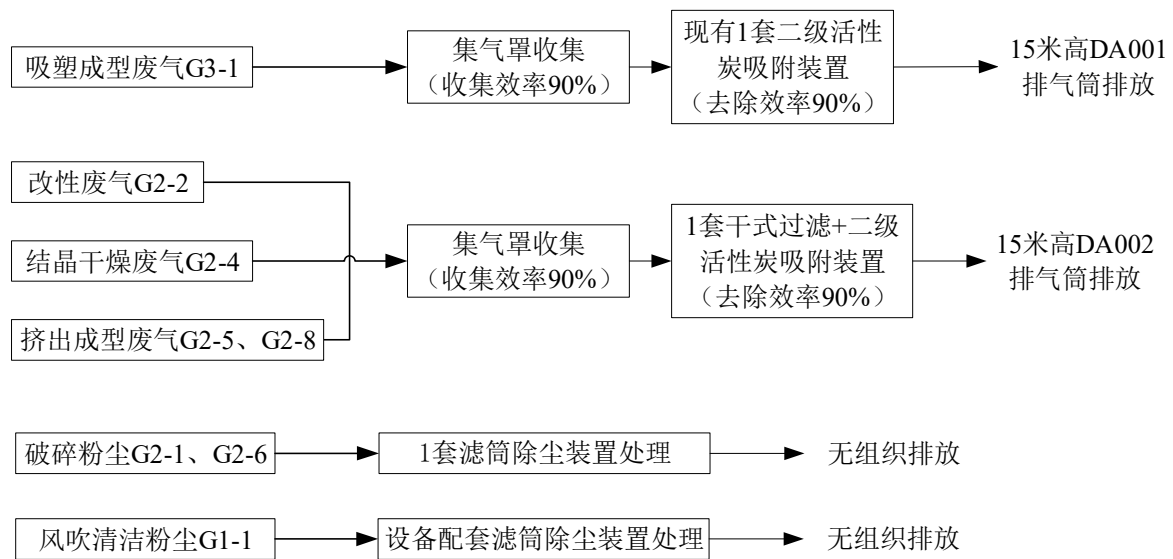 吸塑成型废气G3-1
集气罩收集
（收集效率90%）
现有1套二级活性
炭吸附装置
（去除效率90%）
15米高DA001
排气筒排放
改性废气G2-2
结晶干燥废气G2-4
挤出成型废气G2-5、G2-8
集气罩收集
（收集效率90%）
1套干式过滤+二级
活性炭吸附装置
（去除效率90%）
15米高DA002
排气筒排放
破碎粉尘G2-1、G2-6
1套滤筒除尘装置处理
无组织排放
风吹清洁粉尘G1-1
设备配套滤筒除尘装置处理
无组织排放